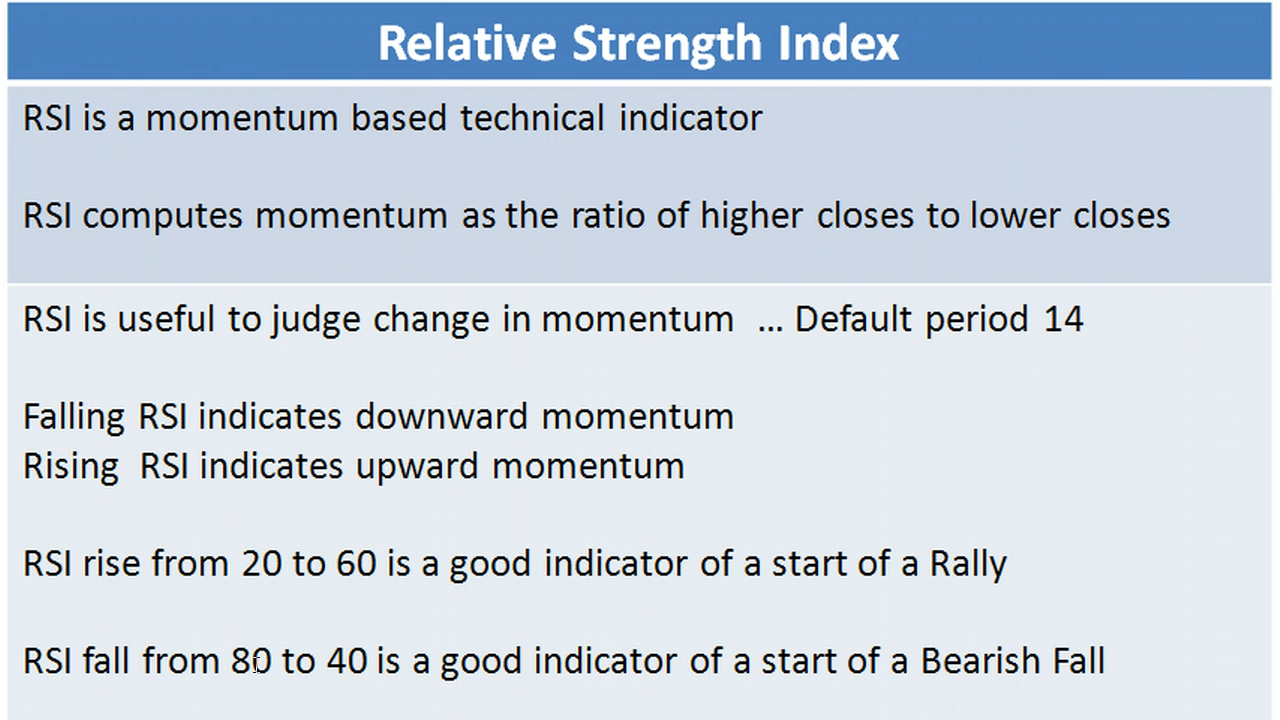 Relative Strength Index
RSI is a momentum based technical indicator
RSI computes momentum as the ratio of higher closes to lower closes
RSI is useful to judge change in momentum ... Default period 14
Falling RSI indicates downward momentum
Rising RSI indicates upward momentum
RSI rise from 20 to 60 is a good indicator of a start of a Rally
RSI fall from 80 to 40 is a good indicator of a start of a Bearish Fall